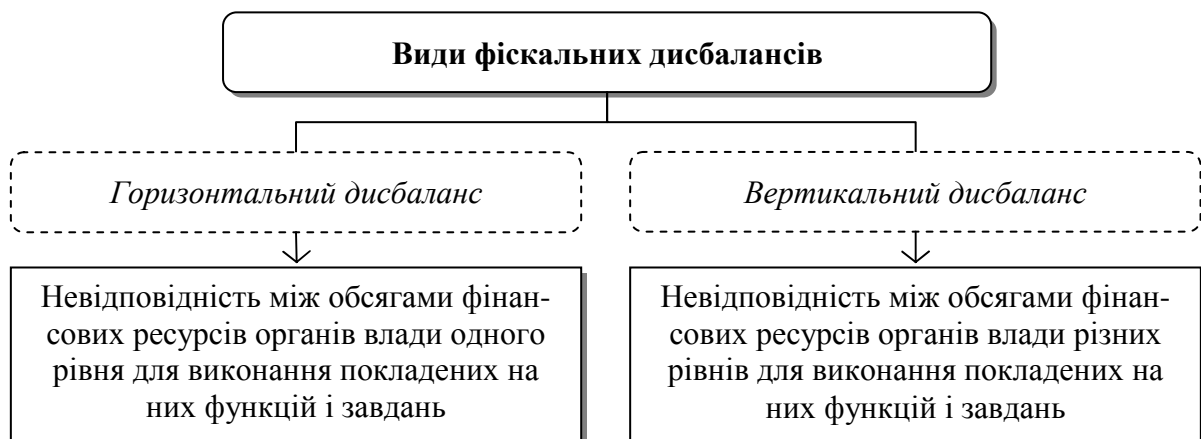 Види фіскальних дисбалансів
Горизонтальний дисбаланс
Вертикальний дисбаланс
Невідповідність між обсягами фінан-
сових ресурсів органів влади одного
рівня для виконання покладених на
них функцій і завдань
Невідповідність між обсягами фінан-
сових ресурсів органів влади різних
рівнів для виконання покладених на
них функцій і завдань